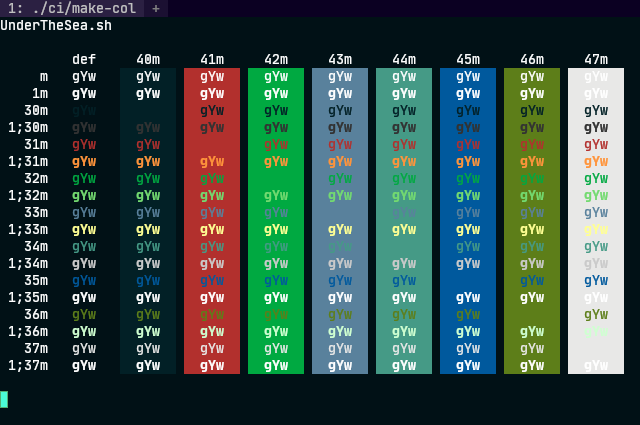 1: ./ci/make-col +
UnderTheSea.sh
def 40m 41m 42m 43m 44m 45m 46m 47m
m gYw gYw gYw gYw gYw gYw gYw gYw gYw
1m gYw gYw gYw gYw gYw gYw gYw gYw gYw
30m gYw gYw gYw gYw gYw gYw gYw gYw
1;30m gYw gYw gYw gYw gYw gYw gYw gYw gYw
31m gYw gYw gYw gYw gYw gYw gYw gYw
1;31m gYw gYw gYw gYw gYw gYw gYw gYw gYw
32m gYw gYw gYw gYw gYw gYw gYw gYw
1;32m gYw gYw gYw gYw gYw gYw gYw gYw gYw
33m gYw gYw gYw gYw gYw gYw gYw gYw
1;33m gYw gYw gYw gYw gYw gYw gYw gYw gYw
34m gYw gYw gYw gYw gYw gYw gYw gYw
1;34m gYw gYw gYw gYw gYw gYw gYw gYw gYw
35m gYw gYw gYw gYw gYw gYw gYw gYw
1;35m gYw gYw gYw gYw gYw gYw gYw gYw gYw
36m gYw gYw gYw gYw gYw gYw gYw gYw
1;36m gYw gYw gYw gYw gYw gYw gYw gYw gYw
37m gYw gYw gYw gYw gYw gYw gYw gYw
1;37m gYw gYw gYw gYw gYw gYw gYw gYw gYw